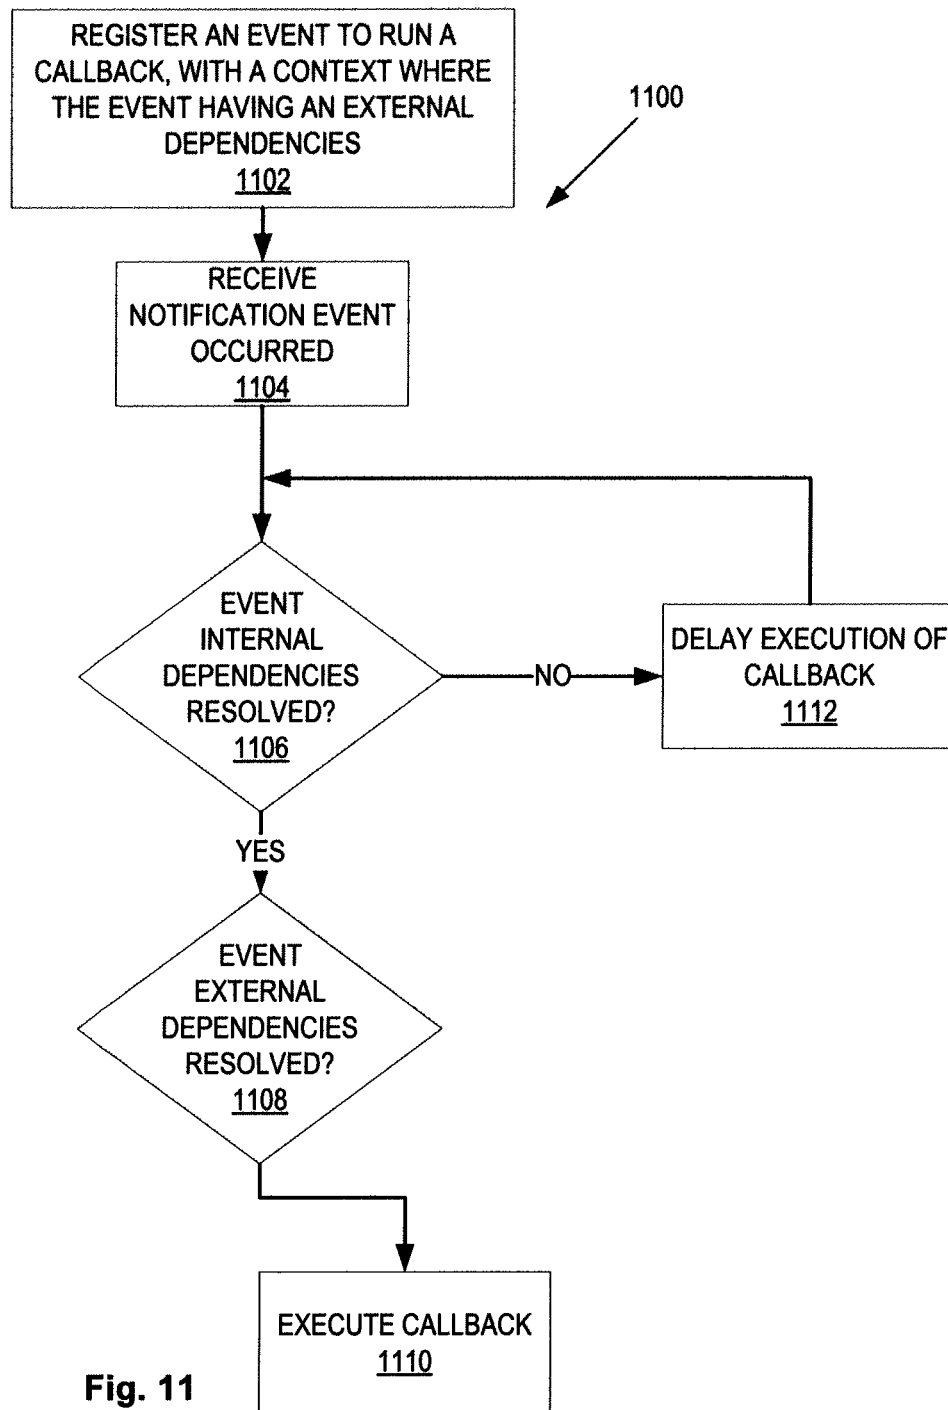 REGISTER AN EVENT TO RUN A
CALLBACK, WITH A CONTEXT WHERE
THE EVENT HAVING AN EXTERNAL
DEPENDENCIES
1102
1100
RECEIVE
NOTIFICATION EVENT
OCCURRED
1104
EVENT
INTERNAL
DEPENDENCIES
RESOLVED?
1106
NO
DELAY EXECUTION OF
CALLBACK
1112
YES
EVENT
EXTERNAL
DEPENDENCIES
RESOLVED?
1108
EXECUTE CALLBACK
1110
Fig. 11